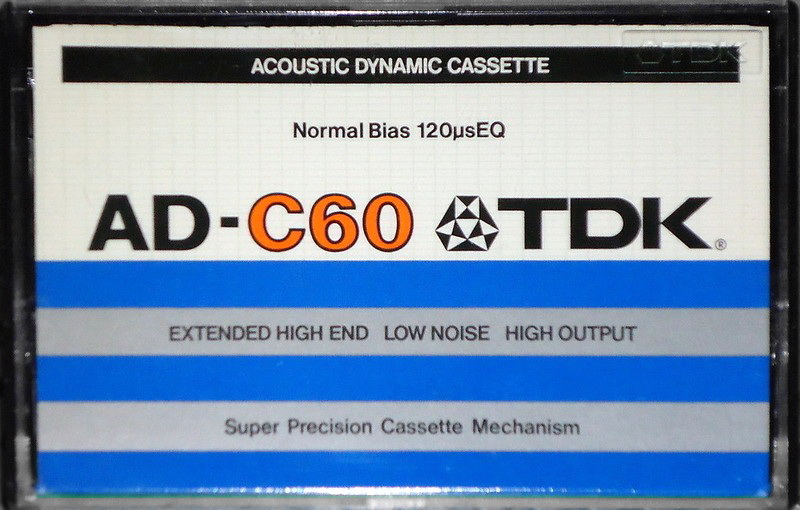 ACOUSTIC DYNAMIC CASSETTE
TDK
Normal Bias 120µsEQ
AD-C60 TDK®
EXTENDED HIGH END LOW NOISE HIGH OUTPUT
Super Precision Cassette Mechanism